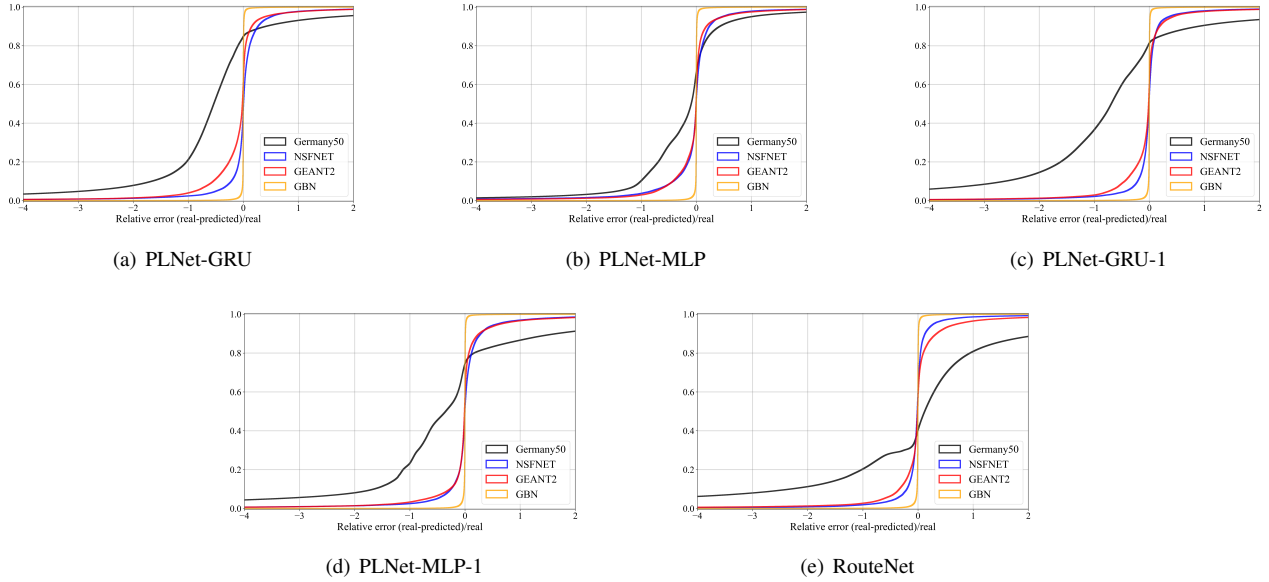 1.0
0.8
0.6
0.4
0.2
0.0
−4 −3 −2 −1 0 1 2
Relative error (real-predicted)/real
Germany50
NSFNET
GEANT2
GBN
(a) PLNet-GRU
1.0
0.8
0.6
0.4
0.2
0.0
−4 −3 −2 −1 0 1 2
Relative error (real-predicted)/real
Germany50
NSFNET
GEANT2
GBN
(b) PLNet-MLP
1.0
0.8
0.6
0.4
0.2
0.0
−4 −3 −2 −1 0 1 2
Relative error (real-predicted)/real
Germany50
NSFNET
GEANT2
GBN
(c) PLNet-GRU-1
1.0
0.8
0.6
0.4
0.2
0.0
−4 −3 −2 −1 0 1 2
Relative error (real-predicted)/real
Germany50
NSFNET
GEANT2
GBN
(d) PLNet-MLP-1
1.0
0.8
0.6
0.4
0.2
0.0
−4 −3 −2 −1 0 1 2
Relative error (real-predicted)/real
Germany50
NSFNET
GEANT2
GBN
(e) RouteNet